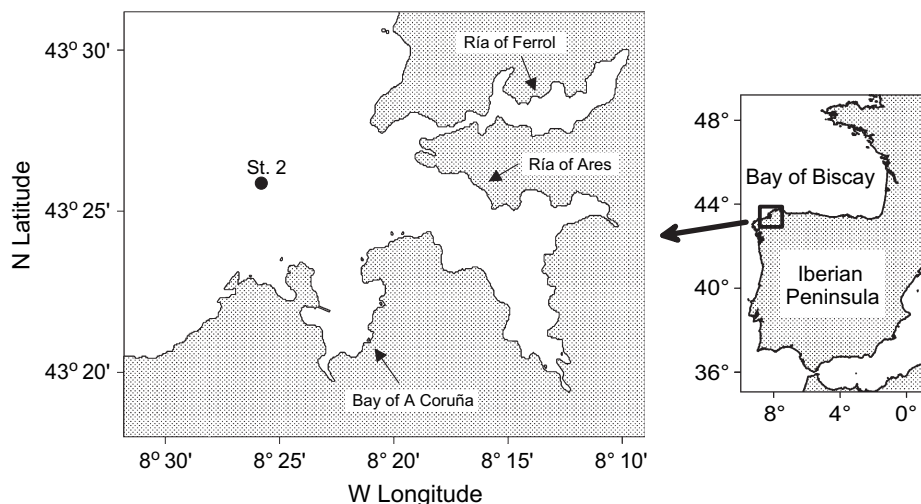 43° 30'
43° 25'
43° 20'
N Latitude
8° 30'
8° 25'
8° 20'
8° 15'
8° 10'
W Longitude
Ría of Ferrol
Ría of Ares
St. 2
Bay of A Coruña
48°
44°
40°
36°
8°
4°
0°
Bay of Biscay
Iberian
Peninsula